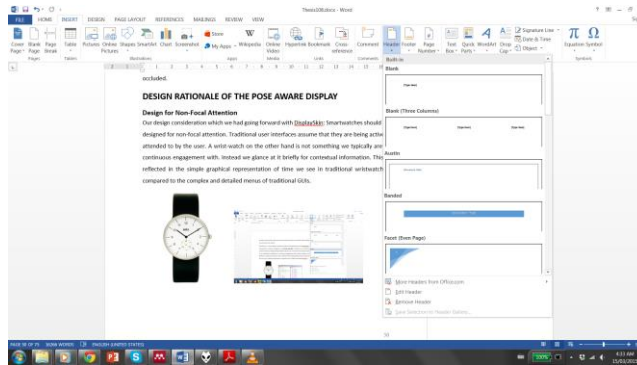 Thesis208.docx - Word
FILE HOME INSERT DESIGN PAGE LAYOUT REFERENCES MAILINGS REVIEW VIEW
Cover Page Blank Page Page Break Table Pictures Online Pictures Shapes SmartArt Chart Screenshot Store My Apps Wikipedia Online Video Hyperlink Bookmark Cross-reference Comment Header Footer Page Number Text Box Quick Parts WordArt Drop Cap Signature Line Date & Time Object Equation Symbol
Pages Tables Illustrations Apps Media Links Comments Symbols
Built-in
Blank
occluded.
DESIGN RATIONALE OF THE POSE AWARE DISPLAY
Design for Non-Focal Attention
Our design consideration which we had going forward with DisplaySkin: Smartwatches should
designed for non-focal attention. Traditional user interfaces assume that they are being active
attended to by the user. A wrist-watch on the other hand is not something we typically are
continuous engagement with. Instead we glance at it briefly for contextual information. This
reflected in the simple graphical representation of time we see in traditional wristwatch
compared to the complex and detailed menus of traditional GUIs.
Blank (Three Columns)
Austin
Banded
Facet (Even Page)
More Headers from Office.com
Edit Header
Remove Header
Save Selection to Header Gallery...
ENGLISH (UNITED STATES)
100%
4:33 AM
15/03/2015